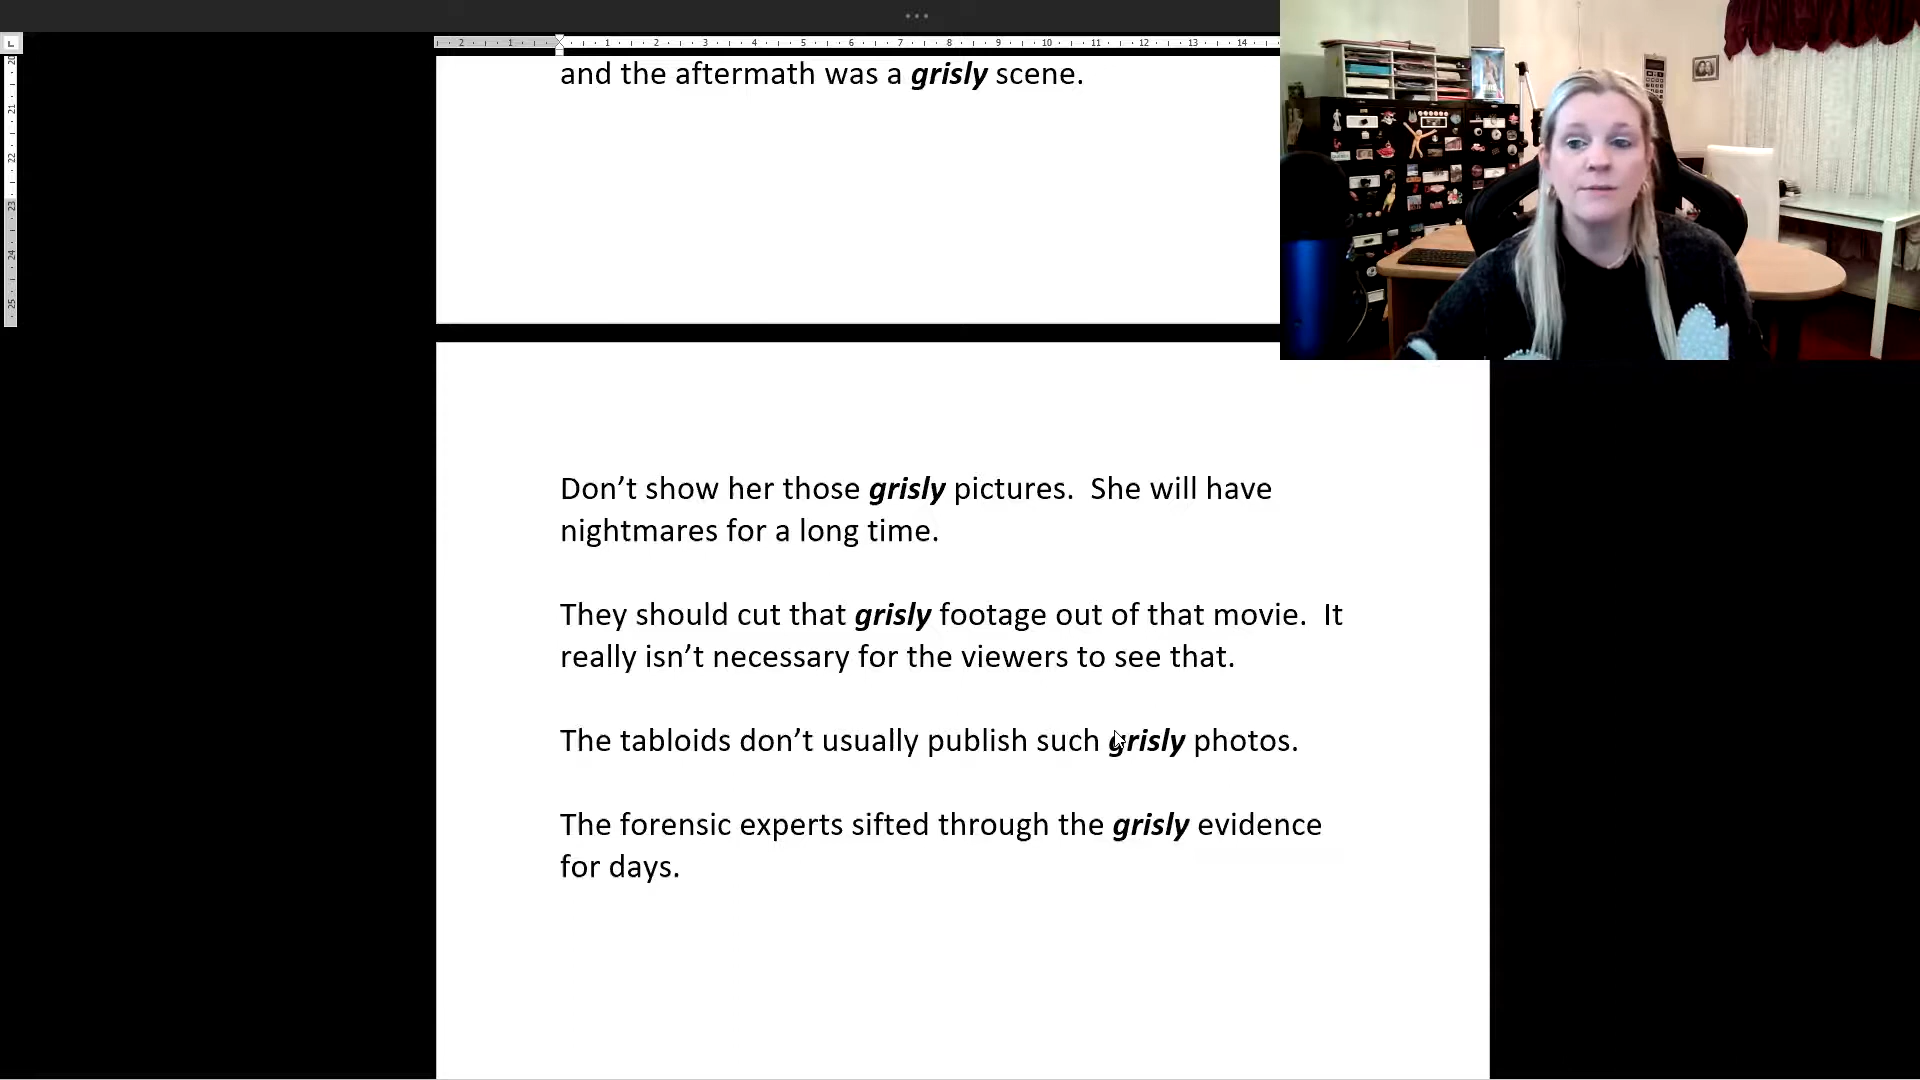 and the aftermath was a grisly scene.
Don’t show her those grisly pictures.  She will have
nightmares for a long time.
They should cut that grisly footage out of that movie.  It
really isn’t necessary for the viewers to see that.
The tabloids don’t usually publish such grisly photos.
The forensic experts sifted through the grisly evidence
for days.